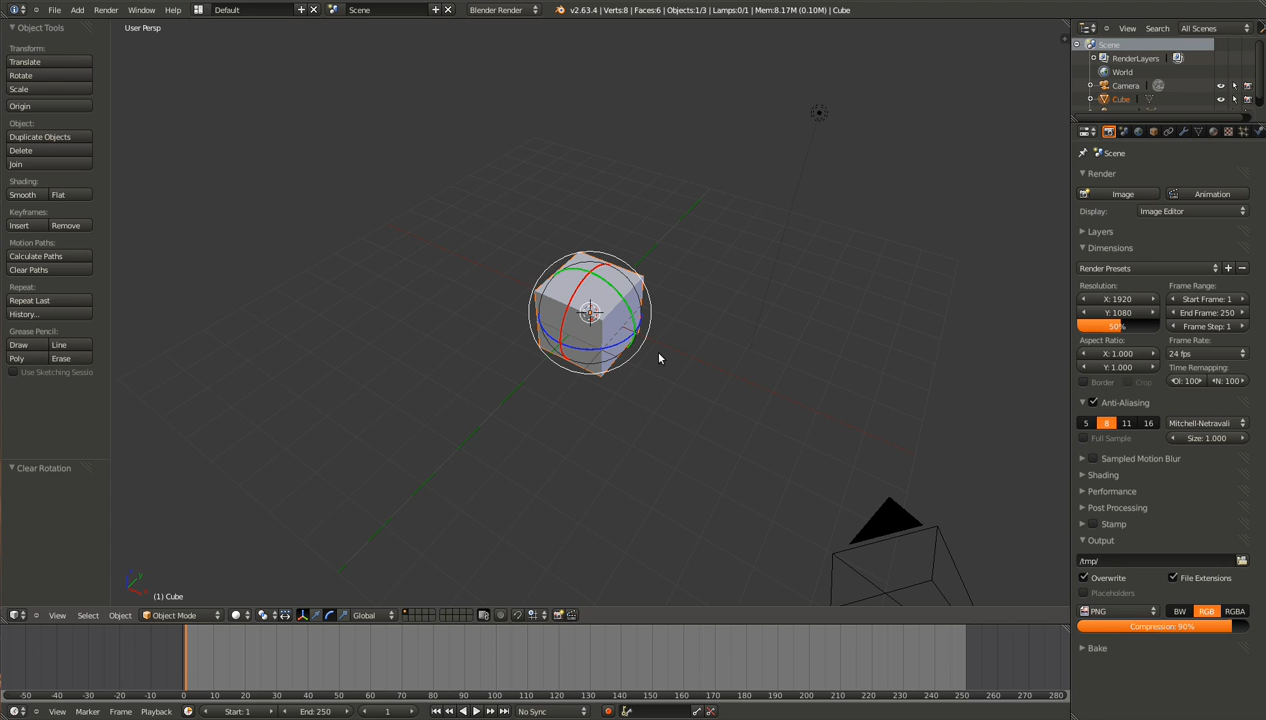 File Add Render Window Help Default Scene Blender Render v2.63.4 | Verts:8 | Faces:6 | Objects:1/3 | Lamps:0/1 | Mem:8.17M (0.10M) | Cube
Object Tools
Transform:
Translate
Rotate
Scale
Origin
Object:
Duplicate Objects
Delete
Join
Shading:
Smooth Flat
Keyframes:
Insert Remove
Motion Paths:
Calculate Paths
Clear Paths
Repeat:
Repeat Last
History...
Grease Pencil:
Draw Line
Poly Erase
Use Sketching Sessio
Clear Rotation
User Persp
(1) Cube
View Select Object Object Mode Global
-50 -40 -30 -20 -10 0 10 20 30 40 50 60 70 80 90 100 110 120 130 140 150 160 170 180 190 200 210 220 230 240 250 260 270 280
View Marker Frame Playback Start: 1 End: 250 1 No Sync
View Search All Scenes
Scene
RenderLayers
World
Camera
Cube
Scene
Render
Image Animation
Display: Image Editor
Layers
Dimensions
Render Presets
Resolution: Frame Range:
X: 1920 Start Frame: 1
Y: 1080 End Frame: 250
50% Frame Step: 1
Aspect Ratio: Frame Rate:
X: 1.000 24 fps
Y: 1.000 Time Remapping:
Border Crop Ol: 100 N: 100
Anti-Aliasing
5 8 11 16 Mitchell-Netravali
Full Sample Size: 1.000
Sampled Motion Blur
Shading
Performance
Post Processing
Stamp
Output
/tmp/
Overwrite File Extensions
Placeholders
PNG BW RGB RGBA
Compression: 90%
Bake